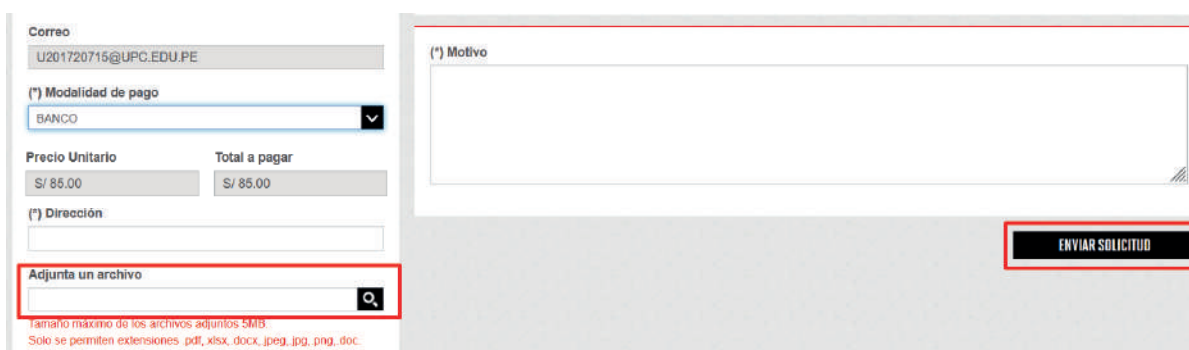 Correo
U201720715@UPC.EDU.PE
(*) Modalidad de pago
BANCO
Precio Unitario
Total a pagar
S/ 85.00
S/ 85.00
(*) Dirección
Adjunta un archivo
Tamaño máximo de los archivos adjuntos 5MB.
Solo se permiten extensiones .pdf, xlsx, docx, jpeg, jpg, png, doc.
(*) Motivo
ENVIAR SOLICITUD